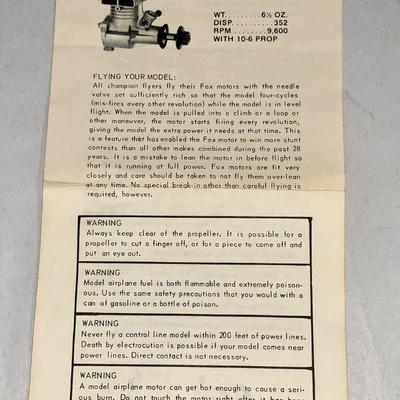 WT.........6½ OZ.
DISP. .........352
RPM ........9,600
WITH 10-6 PROP
FLYING YOUR MODEL:
All champion flyers fly their Fox motors with the needle
valve set sufficiently rich so that the model four-cycles
(mis-fires every other revolution) while the model is in level
flight. When the model is pulled into a climb or a loop or
other maneuver, the motor starts firing every revolution,
giving the model the extra power it needs at that time. This
is a feature that has enabled the Fox motor to win more stunt
contests than all other makes combined during the past 28
years. It is a mistake to lean the motor in before flight so
that it is running at full power. Fox motors are fit very
closely and care should be taken to not fly them over-lean
at any time. No special break-in other than careful flying is
required, however.
WARNING
Always keep clear of the propeller. It is possible for a
propeller to cut a finger off, or for a piece to come off and
put an eye out.
WARNING
Model airplane fuel is both flammable and extremely poison-
ous. Use the same safety precautions that you would with a
can of gasoline or a bottle of poison.
WARNING
Never fly a control line model within 200 feet of power lines.
Death by electrocution is possible if your model comes near
power lines. Direct contact is not necessary.
WARNING
A model airplane motor can get hot enough to cause a seri-
ous burn. Do not touch the motor right after it has been